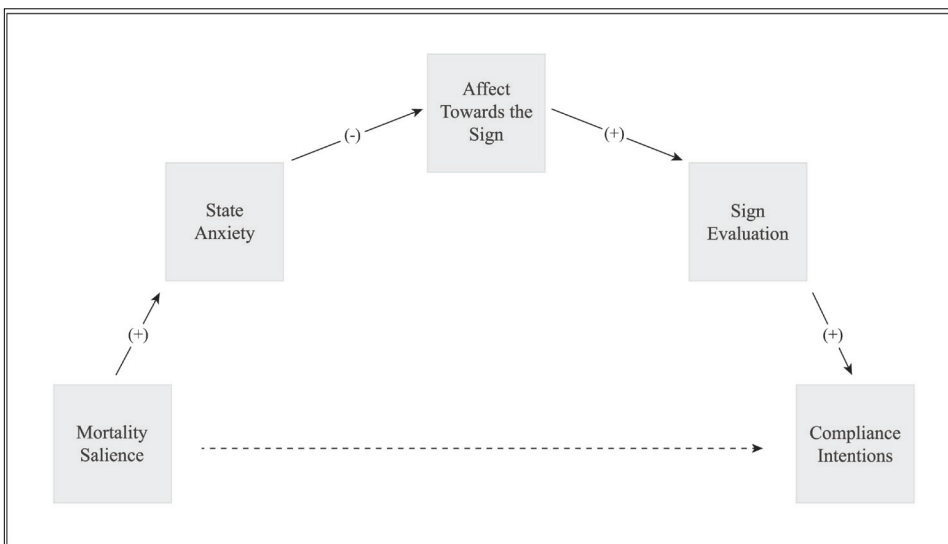 Affect
Towards the
Sign
(-)
(+)
State
Anxiety
Sign
Evaluation
(+)
(+)
Mortality
Salience
Compliance
Intentions